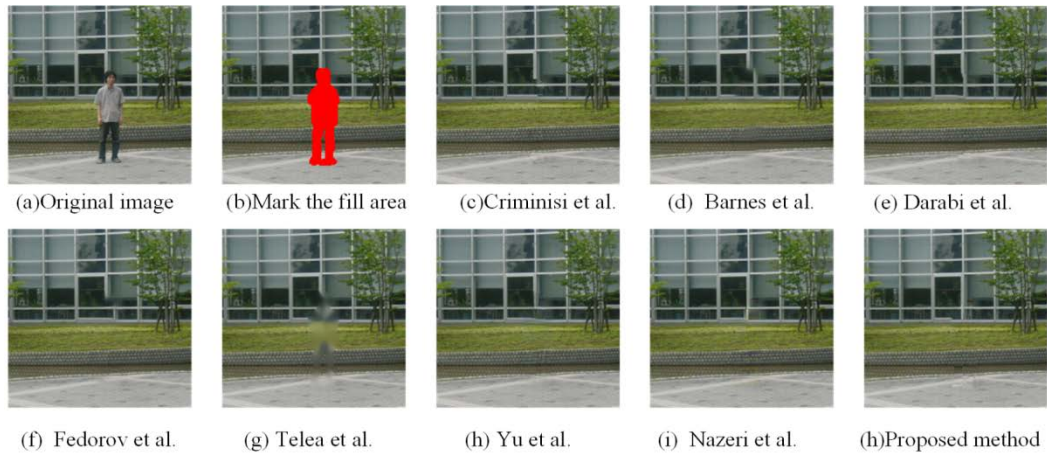 (a)Original image
(b)Mark the fill area
(c)Criminisi et al.
(d) Barnes et al.
(e) Darabi et al.
(f) Fedorov et al.
(g) Telea et al.
(h) Yu et al.
(i) Nazeri et al.
(h)Proposed method